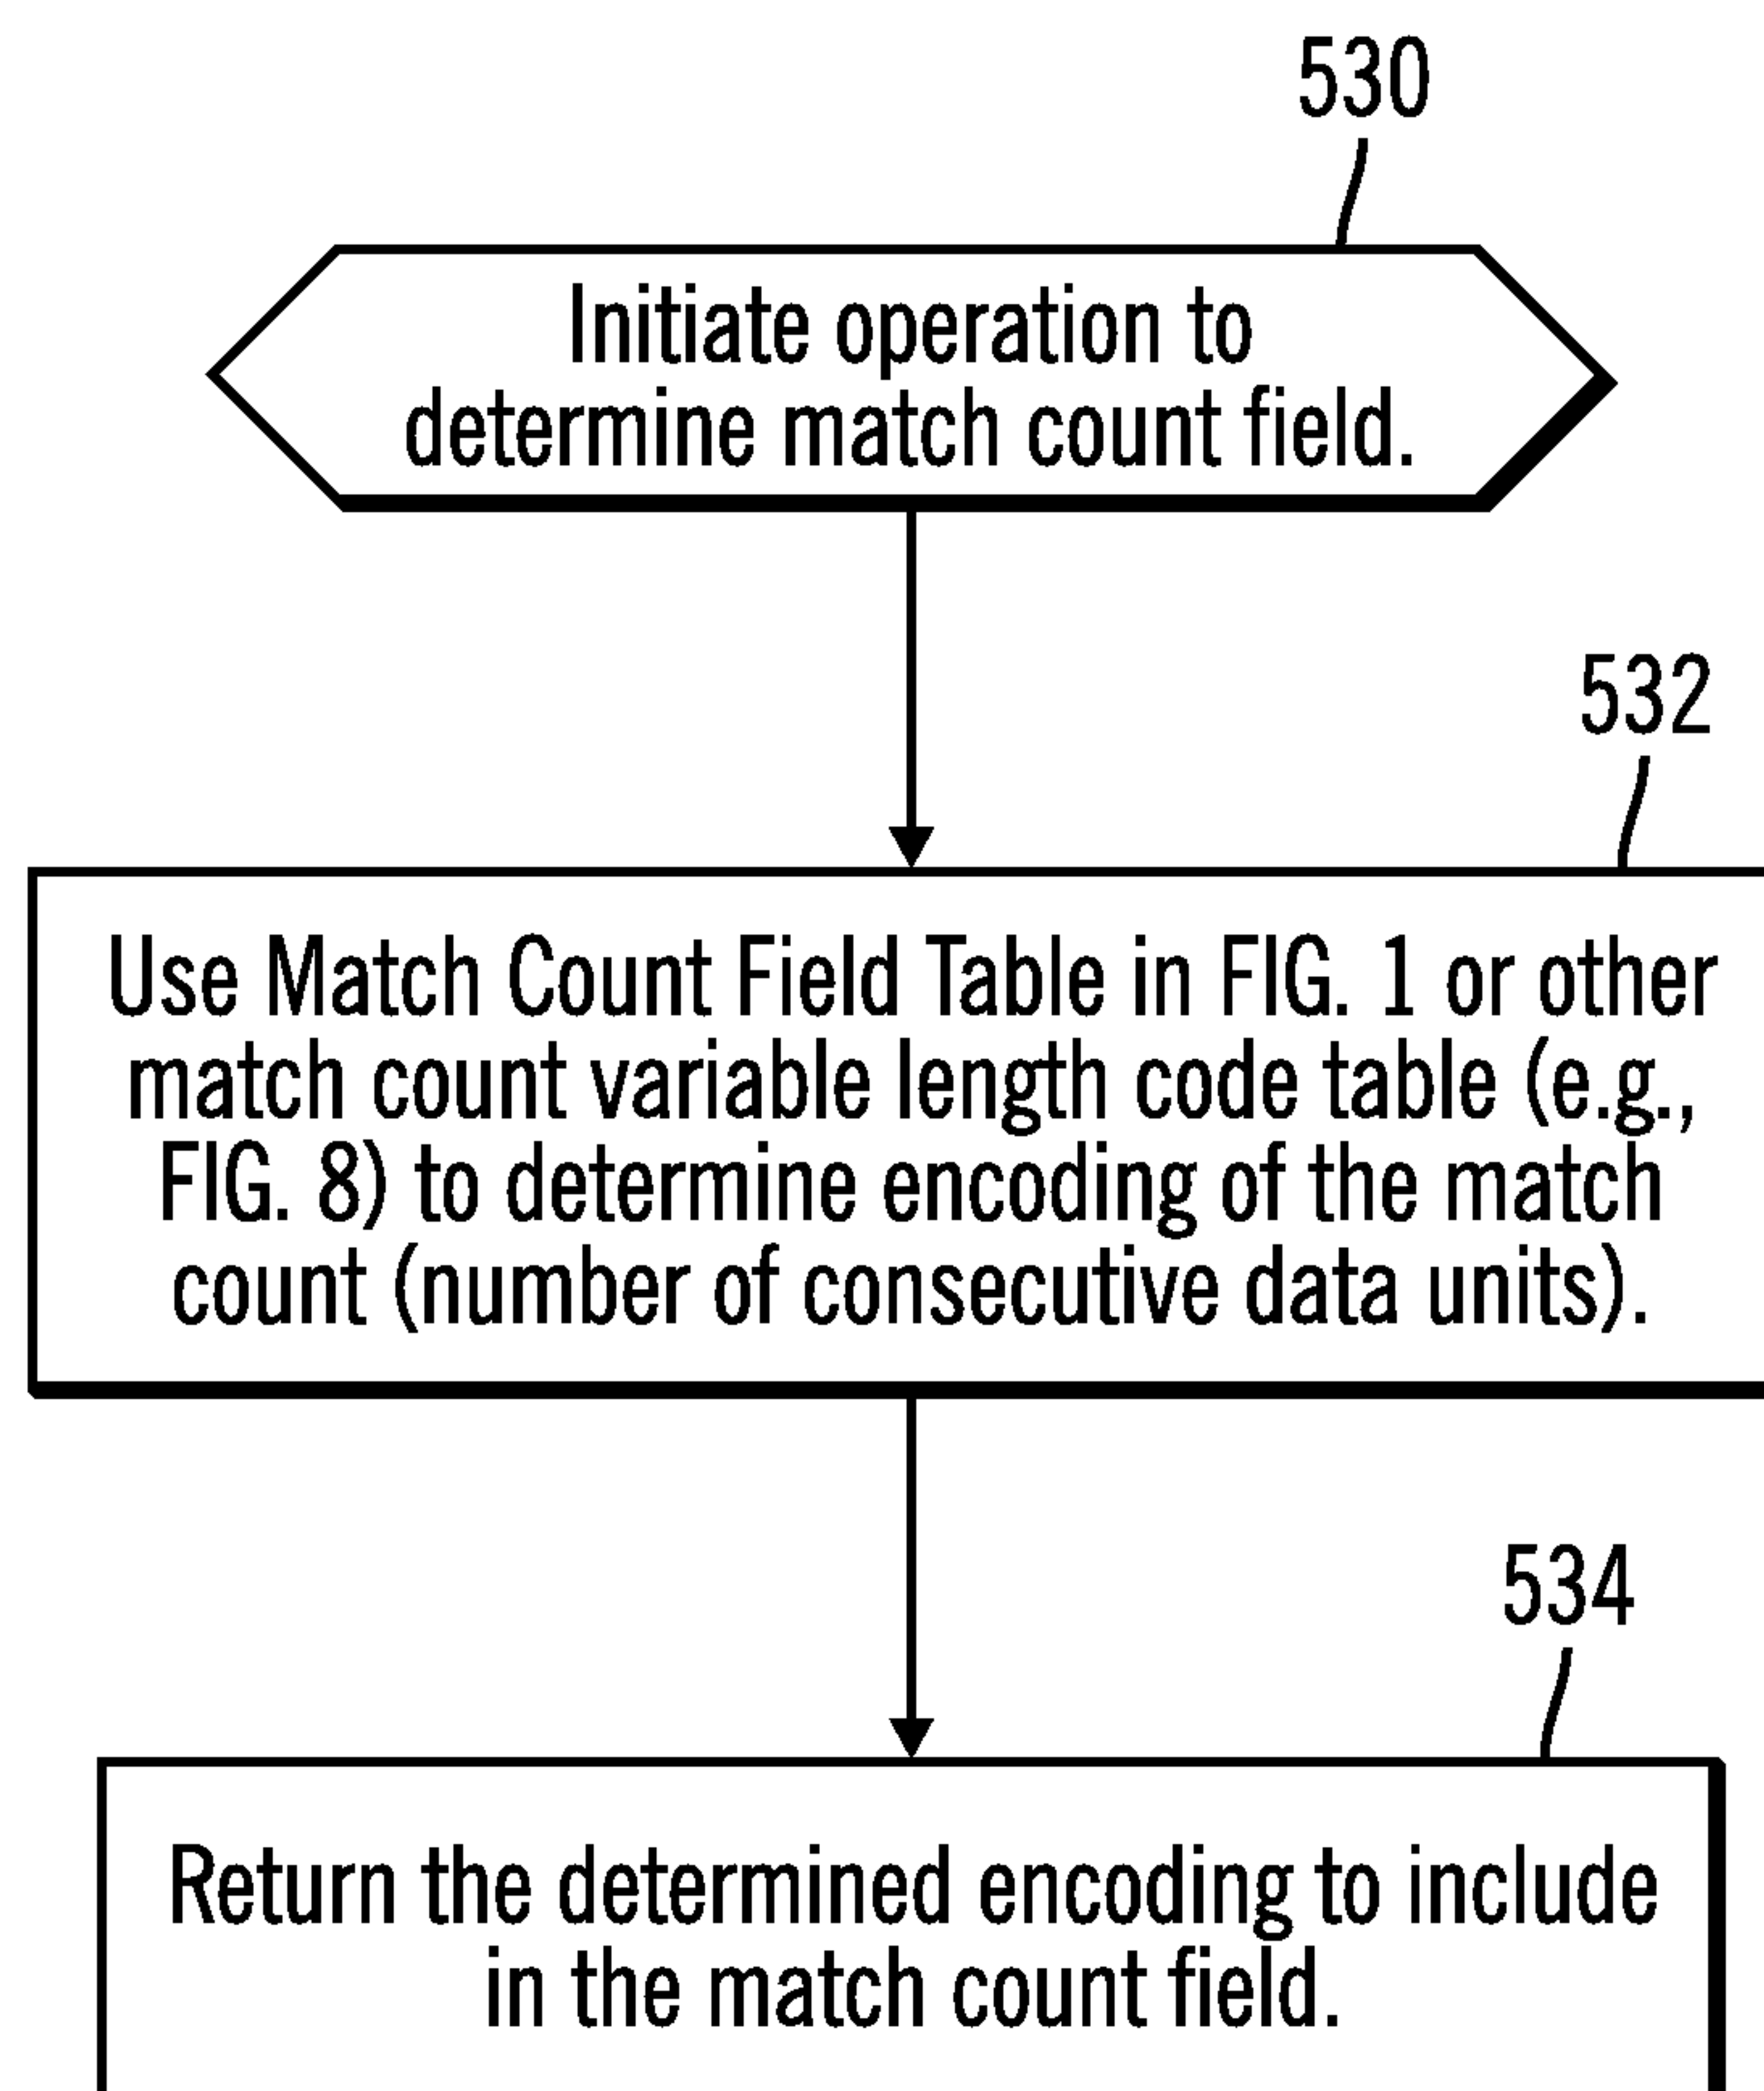 530
Initiate operation to
determine match count field.
532
Use Match Count Field Table in FIG. 1 or other
match count variable length code table (e.g.,
FIG. 8) to determine encoding of the match
count (number of consecutive data units).
534
Return the determined encoding to include
in the match count field.